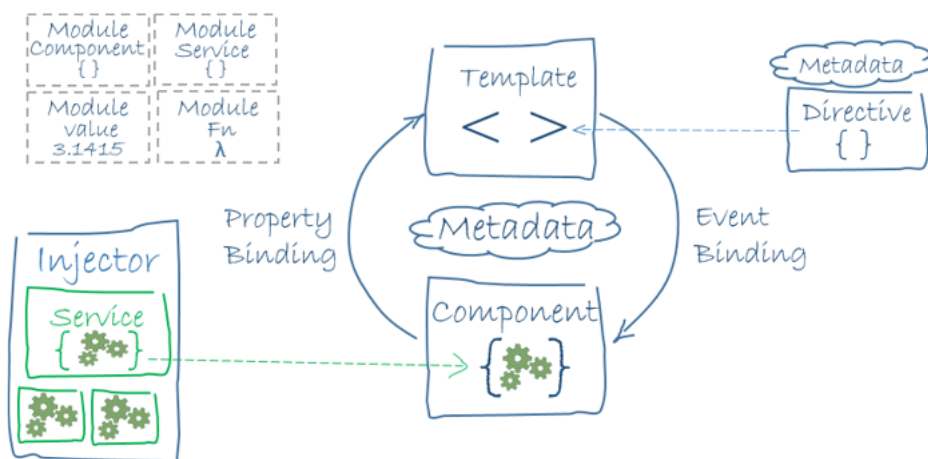 Module
Component
{ }
Module
Service
{ }
Module
value
3.1415
Module
Fn
λ
Template
< >
Metadata
Directive
{ }
Property
Binding
Metadata
Event
Binding
Injector
Service
{ }
Component
{ }